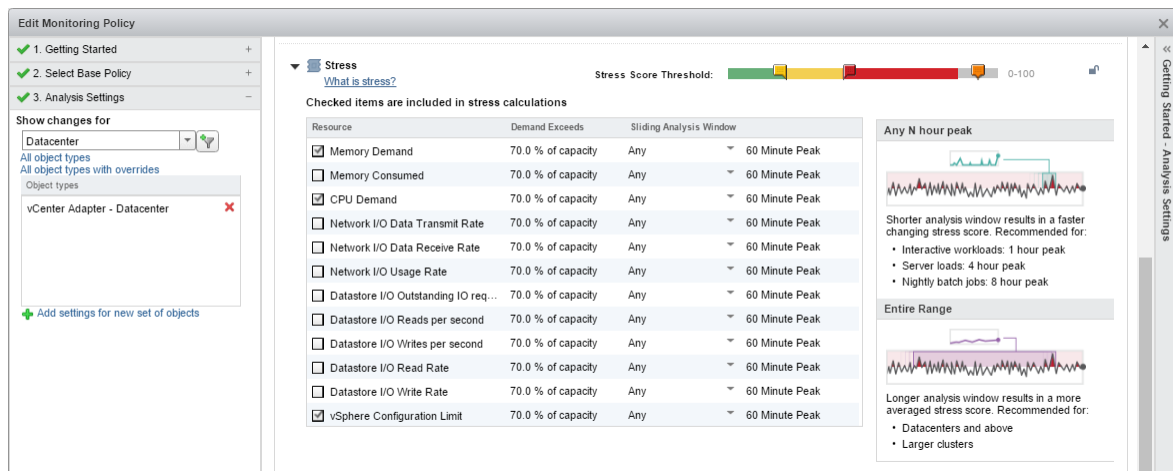 Edit Monitoring Policy
1. Getting Started
2. Select Base Policy
3. Analysis Settings
Show changes for
Datacenter
All object types
All object types with overrides
Object types
vCenter Adapter - Datacenter
Add settings for new set of objects
Stress
What is stress?
Stress Score Threshold:
0-100
Checked items are included in stress calculations
Resource Demand Exceeds Sliding Analysis Window
Memory Demand 70.0 % of capacity Any 60 Minute Peak
Memory Consumed 70.0 % of capacity Any 60 Minute Peak
CPU Demand 70.0 % of capacity Any 60 Minute Peak
Network I/O Data Transmit Rate 70.0 % of capacity Any 60 Minute Peak
Network I/O Data Receive Rate 70.0 % of capacity Any 60 Minute Peak
Network I/O Usage Rate 70.0 % of capacity Any 60 Minute Peak
Datastore I/O Outstanding IO req... 70.0 % of capacity Any 60 Minute Peak
Datastore I/O Reads per second 70.0 % of capacity Any 60 Minute Peak
Datastore I/O Writes per second 70.0 % of capacity Any 60 Minute Peak
Datastore I/O Read Rate 70.0 % of capacity Any 60 Minute Peak
Datastore I/O Write Rate 70.0 % of capacity Any 60 Minute Peak
vSphere Configuration Limit 70.0 % of capacity Any 60 Minute Peak
Any N hour peak
Shorter analysis window results in a faster
changing stress score. Recommended for:
• Interactive workloads: 1 hour peak
• Server loads: 4 hour peak
• Nightly batch jobs: 8 hour peak
Entire Range
Longer analysis window results in a more
averaged stress score. Recommended for:
• Datacenters and above
• Larger clusters
Getting Started - Analysis Settings